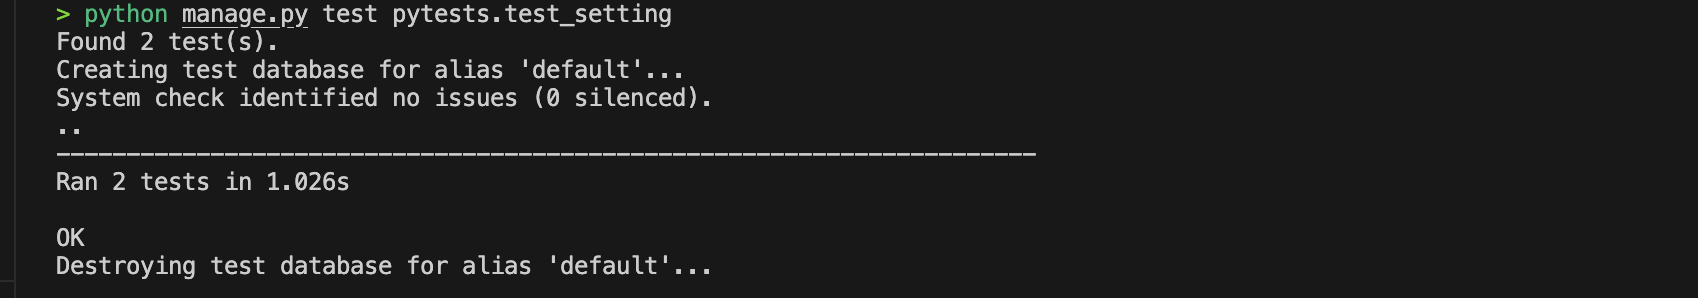 > python manage.py test pytests.test_setting
Found 2 test(s).
Creating test database for alias 'default'...
System check identified no issues (0 silenced).
..
----------------------------------------------------------------------
Ran 2 tests in 1.026s

OK
Destroying test database for alias 'default'...